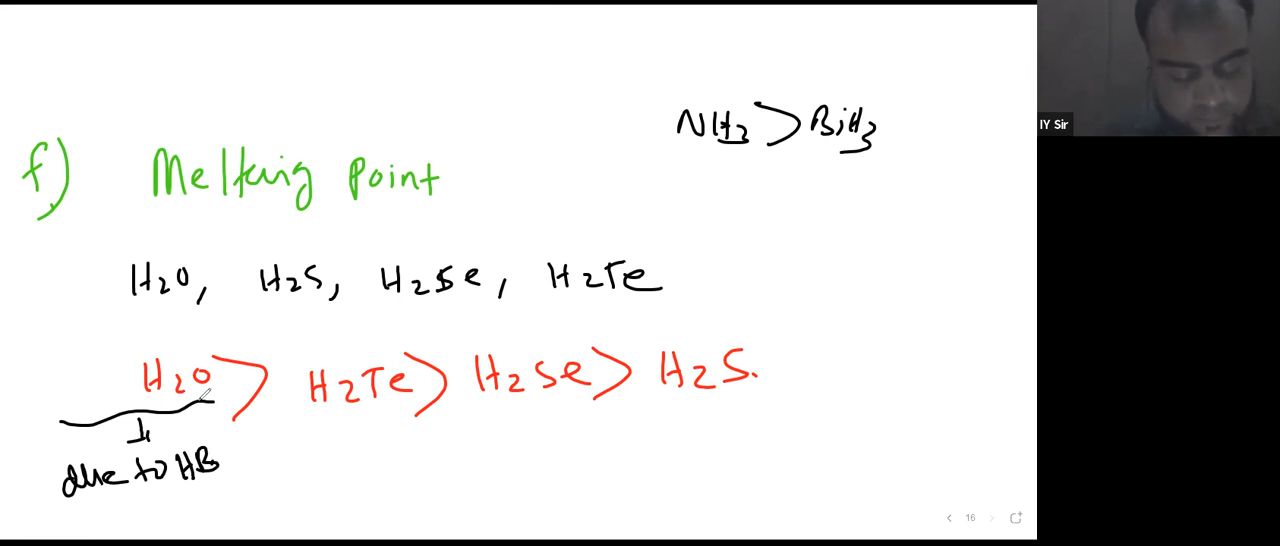 NH3 > BiH3
IY Sir
f) Melting Point
H2O, H2S, H2Se, H2Te
H2O > H2Te > H2Se > H2S.
due to HB
16